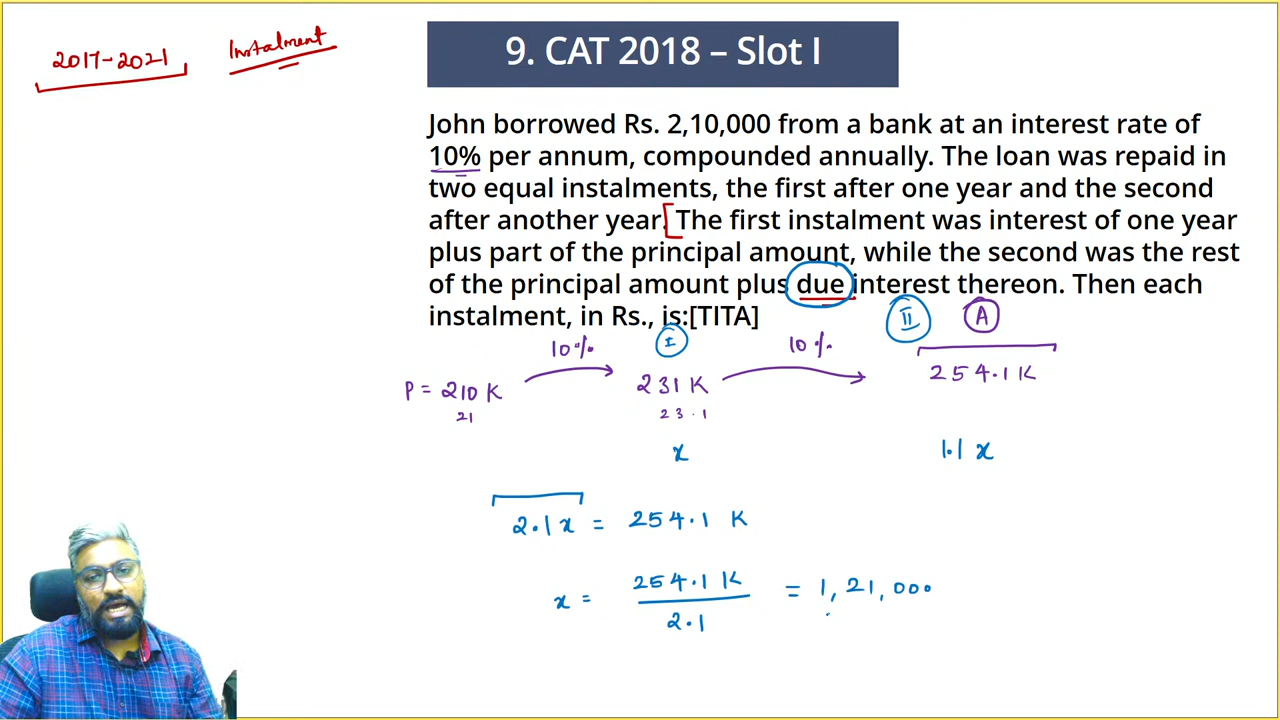 2017-2021 Instalment
9. CAT 2018 – Slot I
John borrowed Rs. 2,10,000 from a bank at an interest rate of
10% per annum, compounded annually. The loan was repaid in
two equal instalments, the first after one year and the second
after another year. [The first instalment was interest of one year
plus part of the principal amount, while the second was the rest
of the principal amount plus due interest thereon. Then each
instalment, in Rs., is:[TITA]
II A
10% I 10%
P = 210 K 231 K 254.1 K
21 23.1
x 1.1 x
2.1 x = 254.1 K
x = 254.1 K / 2.1 = 1,21,000